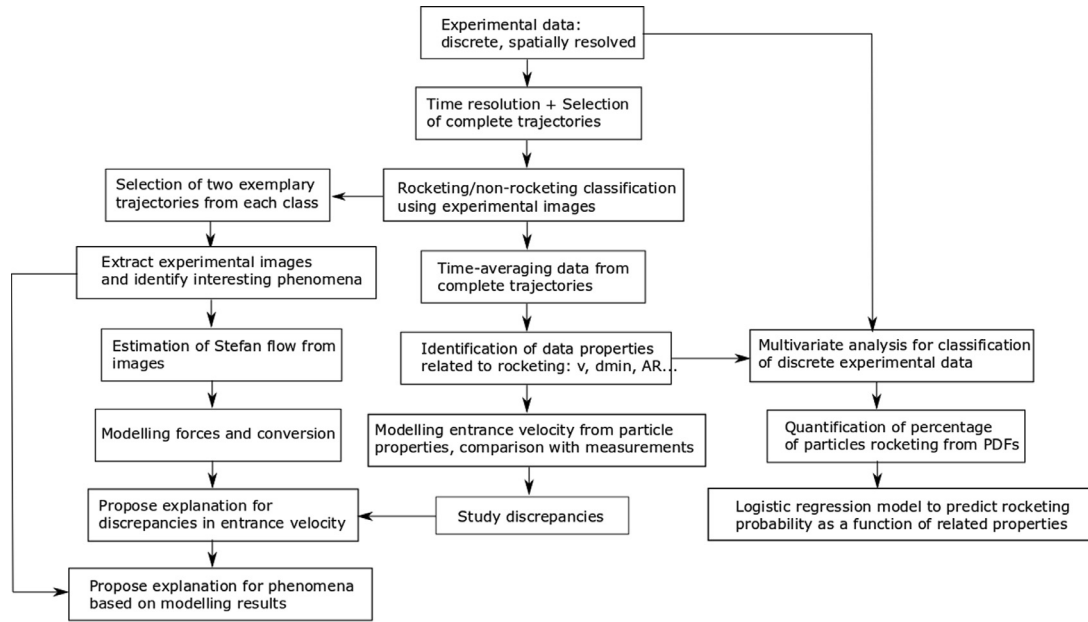 Experimental data:
discrete, spatially resolved
Time resolution + Selection
of complete trajectories
Selection of two exemplary
trajectories from each class
Rocketing/non-rocketing classification
using experimental images
Extract experimental images
and identify interesting phenomena
Time-averaging data from
complete trajectories
Estimation of Stefan flow from
images
Identification of data properties
related to rocketing: v, dmin, AR...
Multivariate analysis for classification
of discrete experimental data
Modelling forces and conversion
Modelling entrance velocity from particle
properties, comparison with measurements
Quantification of percentage
of particles rocketing from PDFs
Propose explanation for
discrepancies in entrance velocity
Study discrepancies
Logistic regression model to predict rocketing
probability as a function of related properties
Propose explanation for phenomena
based on modelling results